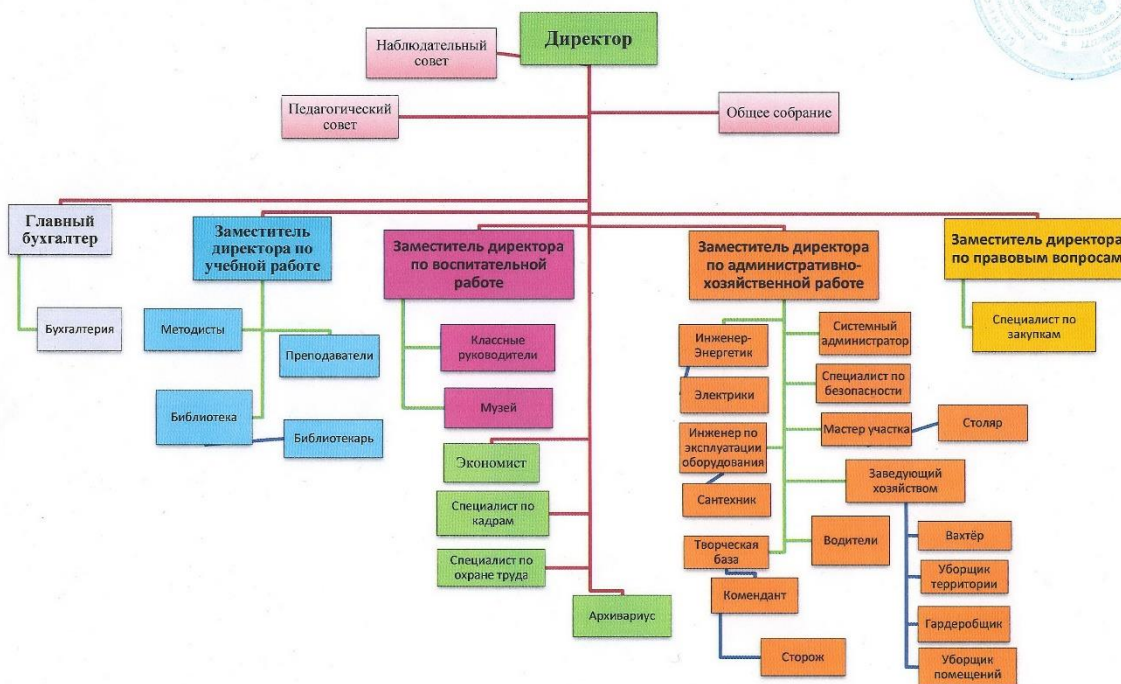 Директор
Наблюдательный
совет
Педагогический
совет
Общее собрание
Главный
бухгалтер
Бухгалтерия
Заместитель
директора по
учебной работе
Методисты
Преподаватели
Библиотека
Библиотекарь
Заместитель директора
по воспитательной
работе
Классные
руководители
Музей
Экономист
Специалист по
кадрам
Специалист по
охране труда
Архивариус
Заместитель директора
по административно-
хозяйственной работе
Инженер-
Энергетик
Электрики
Инженер по
эксплуатации
оборудования
Сантехник
Творческая
база
Комендант
Сторож
Системный
администратор
Специалист по
безопасности
Мастер участка
Столяр
Заведующий
хозяйством
Водители
Вахтёр
Уборщик
территории
Гардеробщик
Уборщик
помещений
Заместитель директора
по правовым вопросам
Специалист по
закупкам